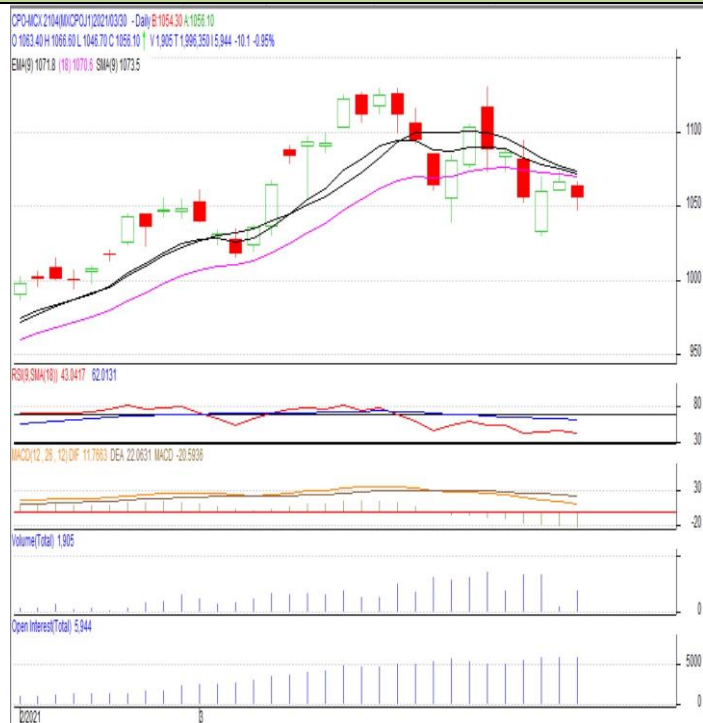 CPO-MCX 2104(MXCPOJ1)2021/03/30 - Daily B:1054.30 A:1056.10
O 1063.40 H 1066.60 L 1046.70 C 1056.10 V 1,905 T 1,996,350 I 5,944 -10.1 -0.95%
EMA(9) 1071.8 (18) 1070.6 SMA(9) 1073.5
1100
1050
1000
950
RSI(9,SMA(18)) 43.0417 62.0131
80
30
MACD(12 , 26 , 12) DIF 11.7663 DEA 22.0631 MACD -20.5936
30
-20
Volume(Total) 1,905
0
Open Interest(Total) 5,944
5000
0
2/2021 3